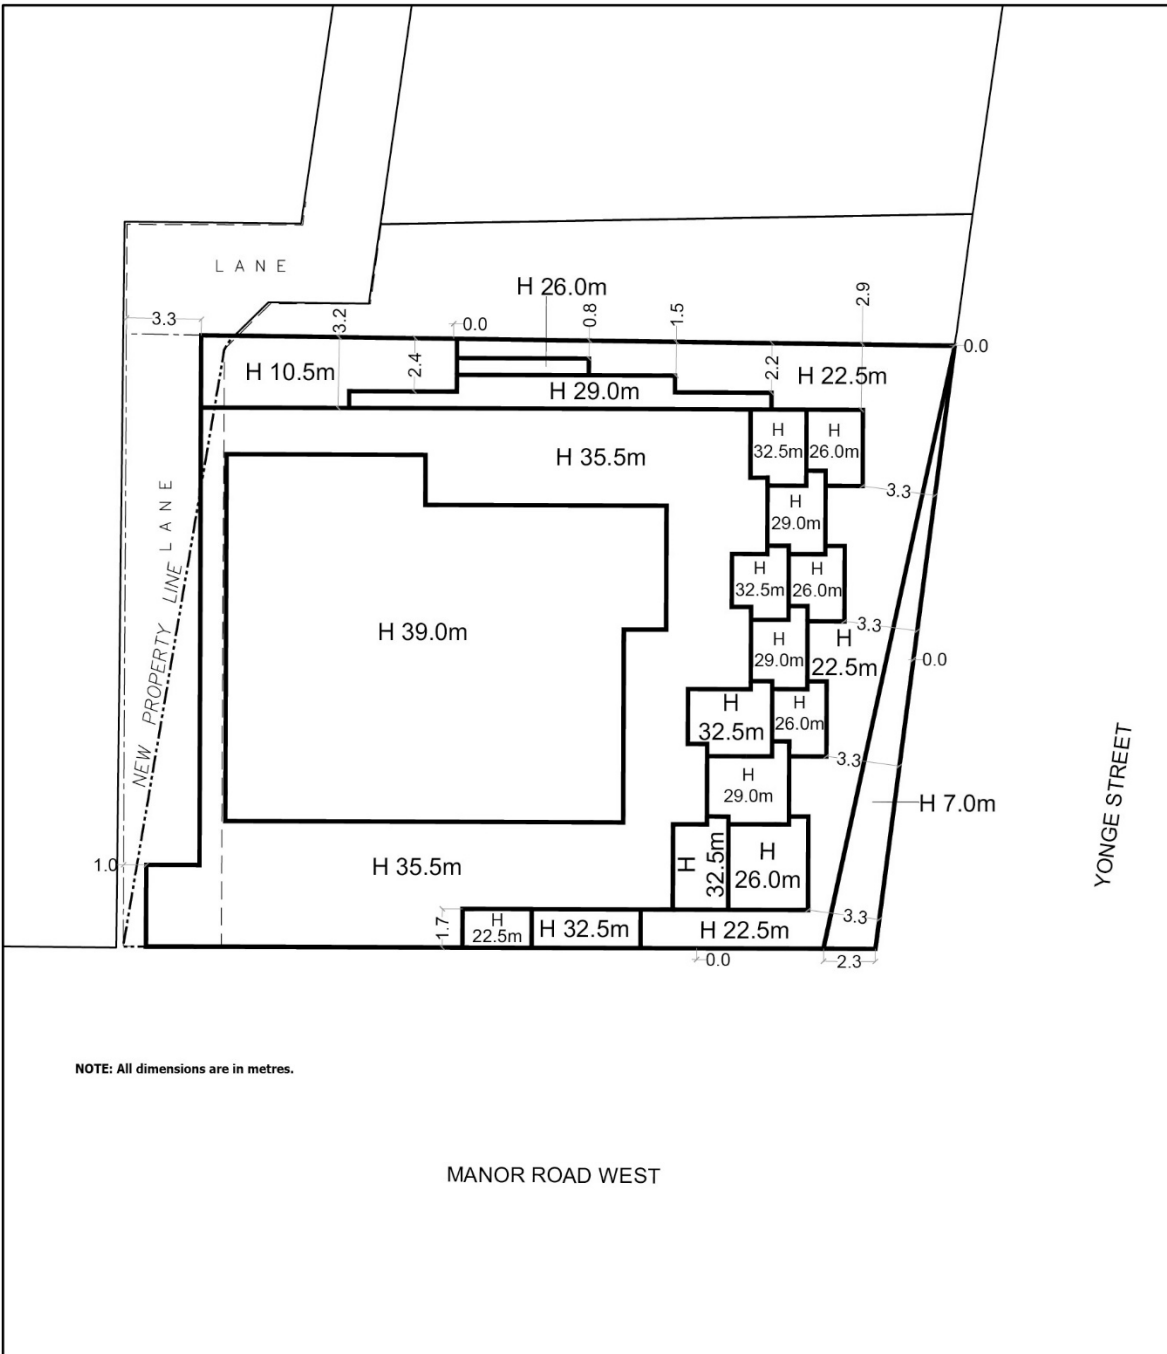 LANE
H 26.0m
3.3
3.2
0.0
0.8
1.5
2.9
0.0
2.4
2.2
H 10.5m
H 22.5m
H 29.0m
H 35.5m
H
32.5m
H
26.0m
3.3
H
29.0m
LANE
NEW PROPERTY LINE
H
32.5m
H
26.0m
3.3
H 39.0m
H
29.0m
H
22.5m
0.0
H
32.5m
H
26.0m
3.3
H
29.0m
H 7.0m
YONGE STREET
1.0
H 35.5m
H
32.5m
H
26.0m
3.3
1.7
H
22.5m
H 32.5m
H 22.5m
0.0
2.3
NOTE: All dimensions are in metres.
MANOR ROAD WEST